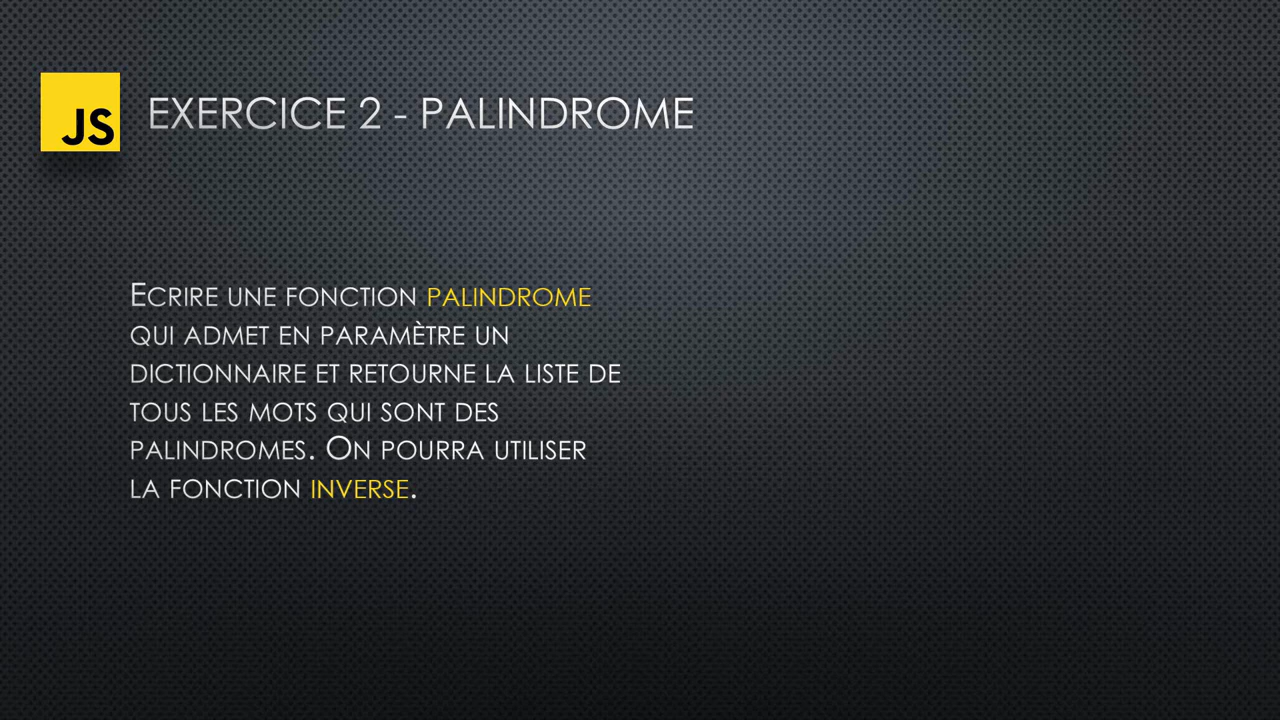 JS
EXERCICE 2 - PALINDROME
ECRIRE UNE FONCTION PALINDROME
QUI ADMET EN PARAMÈTRE UN
DICTIONNAIRE ET RETOURNE LA LISTE DE
TOUS LES MOTS QUI SONT DES
PALINDROMES. ON POURRA UTILISER
LA FONCTION INVERSE.